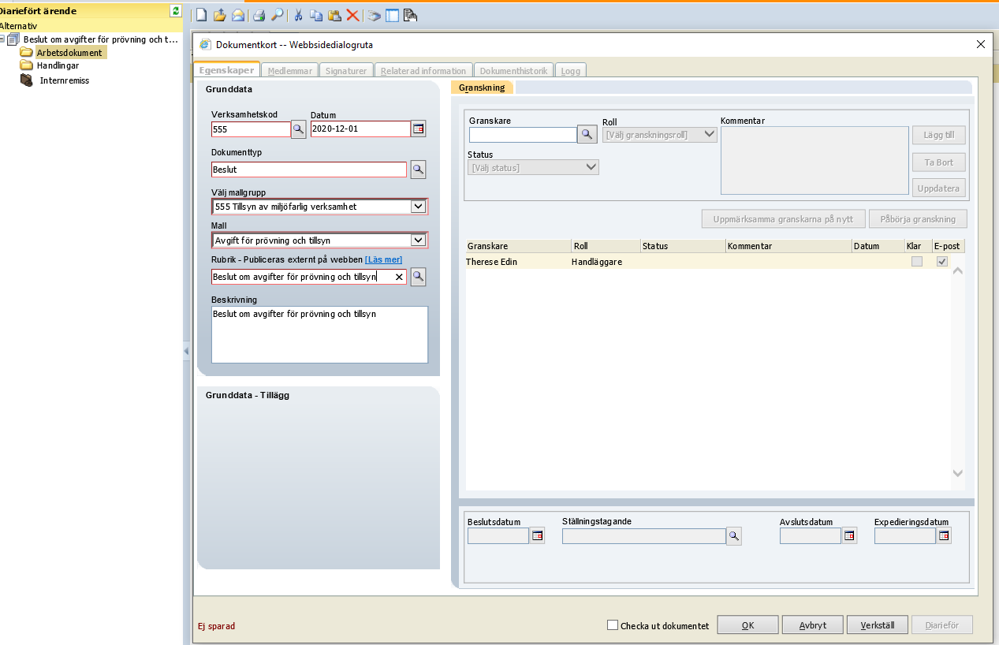 Diariefört ärende
Alternativ
Beslut om avgifter för prövning och t...
Arbetsdokument
Handlingar
Internremiss
Dokumentkort -- Webbsidedialogruta
Egenskaper
Medlemmar
Signaturer
Relaterad information
Dokumenthistorik
Logg
Grunddata
Verksamhetskod
Datum
555
2020-12-01
Dokumenttyp
Beslut
Välj mallgrupp
555 Tillsyn av miljöfarlig verksamhet
Mall
Avgift för prövning och tillsyn
Rubrik - Publiceras externt på webben [Läs mer]
Beslut om avgifter för prövning och tillsyn
Beskrivning
Beslut om avgifter för prövning och tillsyn
Grunddata - Tillägg
Granskning
Granskare
Roll
[Välj granskningsroll]
Kommentar
Status
[Välj status]
Lägg till
Ta Bort
Uppdatera
Uppmärksamma granskarna på nytt
Påbörja granskning
Granskare Roll Status Kommentar Datum Klar E-post
Therese Edin Handläggare
Beslutsdatum
Ställningstagande
Avslutsdatum
Expedieringsdatum
Ej sparad
Checka ut dokumentet
OK
Avbryt
Verkställ
Diarieför